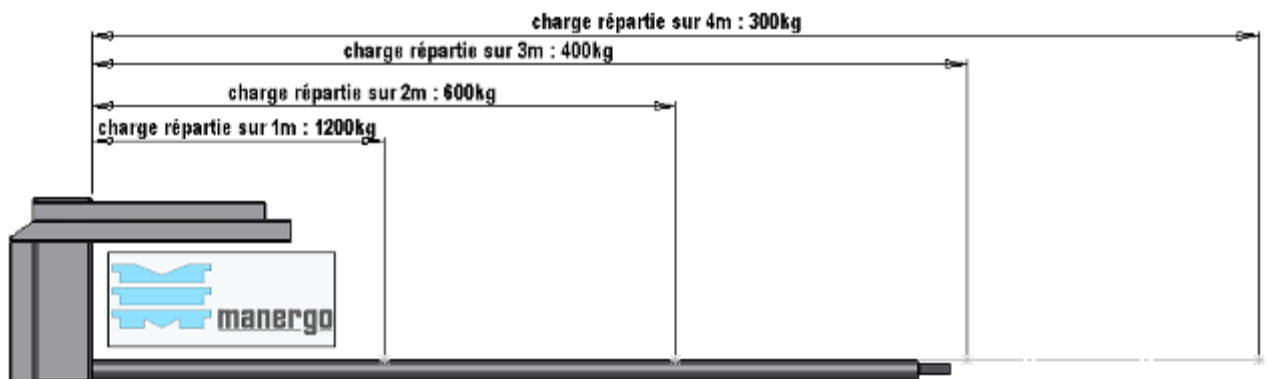 charge répartie sur 4m : 300kg
charge répartie sur 3m : 400kg
charge répartie sur 2m : 600kg
charge répartie sur 1m : 1200kg
manergo